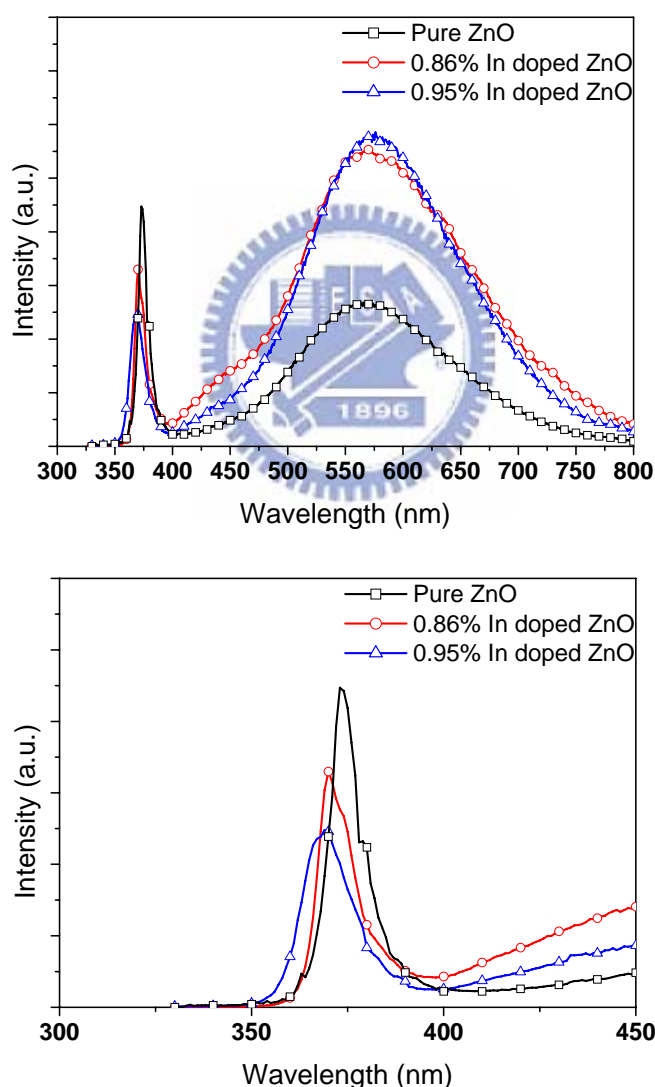 Pure ZnO
0.86% In doped ZnO
0.95% In doped ZnO
Intensity (a.u.)
1896
300 350 400 450 500 550 600 650 700 750 800
Wavelength (nm)
Pure ZnO
0.86% In doped ZnO
0.95% In doped ZnO
Intensity (a.u.)
300 350 400 450
Wavelength (nm)